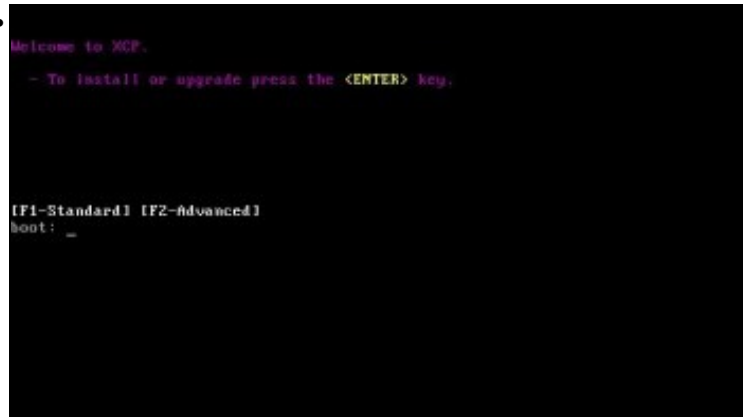 Welcome to XCP.
- To install or upgrade press the <ENTER> key.
[F1-Standard] [F2-Advanced]
boot: _